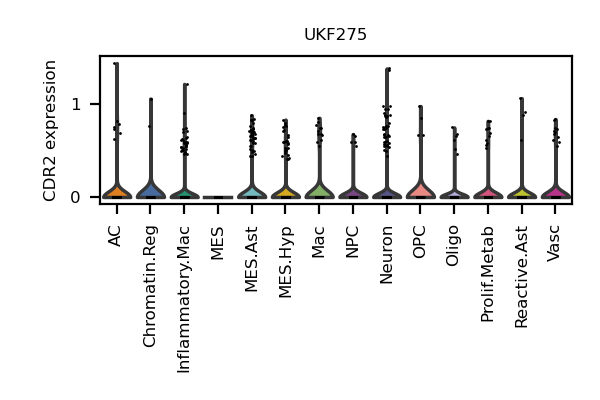 UKF275
CDR2 expression
1
0
AC
Chromatin.Reg
Inflammatory.Mac
MES
MES.Ast
MES.Hyp
Mac
NPC
Neuron
OPC
Oligo
Prolif.Metab
Reactive.Ast
Vasc